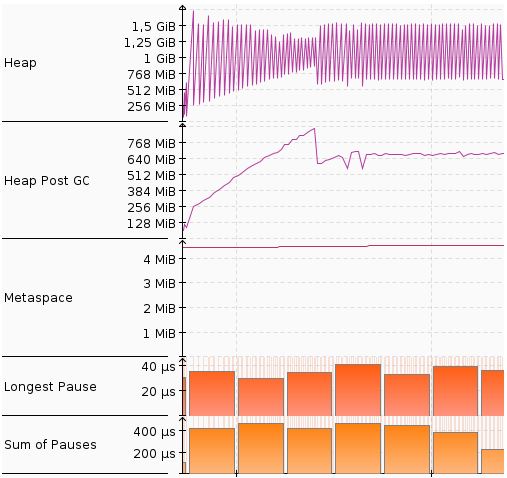 Heap
1,5 GiB
1,25 GiB
1 GiB
768 MiB
512 MiB
256 MiB
Heap Post GC
768 MiB
640 MiB
512 MiB
384 MiB
256 MiB
128 MiB
Metaspace
4 MiB
3 MiB
2 MiB
1 MiB
Longest Pause
40 µs
20 µs
Sum of Pauses
400 µs
200 µs